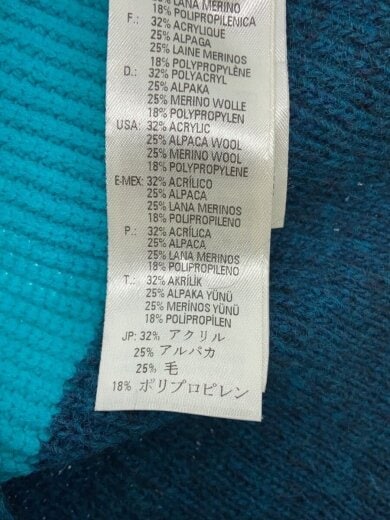 25% LANA MERINO
18% POLIPROPILENICA
F.: 32% ACRYLIQUE
25% ALPAGA
25% LAINE MERINOS
18% POLYPROPYLÈNE
D.: 32% POLYACRYL
25% ALPAKA
25% MERINO WOLLE
18% POLYPROPYLEN
USA: 32% ACRYLIC
25% ALPACA WOOL
25% MERINO WOOL
18% POLYPROPYLENE
E-MEX: 32% ACRÍLICO
25% ALPACA
25% LANA MERINOS
18% POLIPROPILENO
P.: 32% ACRÍLICA
25% ALPACA
25% LANA MERINOS
18% POLIPROPILENO
T.: 32% AKRİLİK
25% ALPAKA YÜNÜ
25% MERİNOS YÜNÜ
18% POLİPROPİLEN
JP: 32% アクリル
25% アルパカ
25% 毛
18% ポリプロピレン